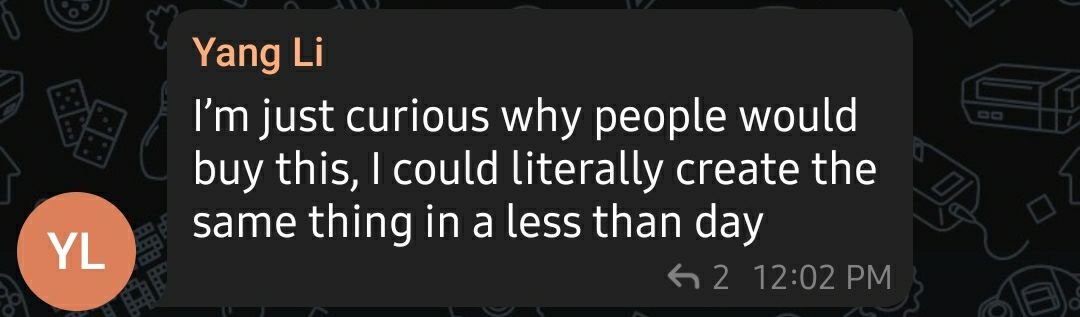 Yang Li
I’m just curious why people would
buy this, I could literally create the
same thing in a less than day
YL
2 12:02 PM